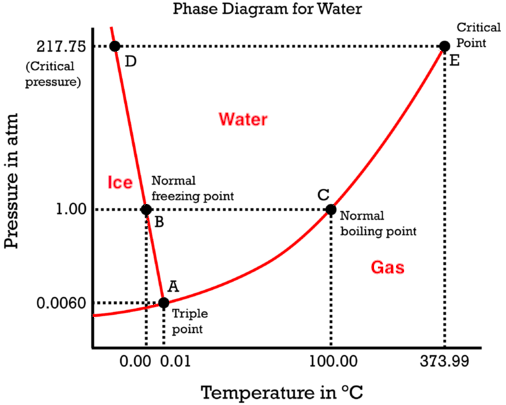 Phase Diagram for Water
Critical
Point
217.75
(Critical
pressure)
D
E
Water
Ice
Normal
freezing point
C
1.00
B
Normal
boiling point
Gas
A
0.0060
Triple
point
0.00
0.01
100.00
373.99
Pressure in atm
Temperature in °C